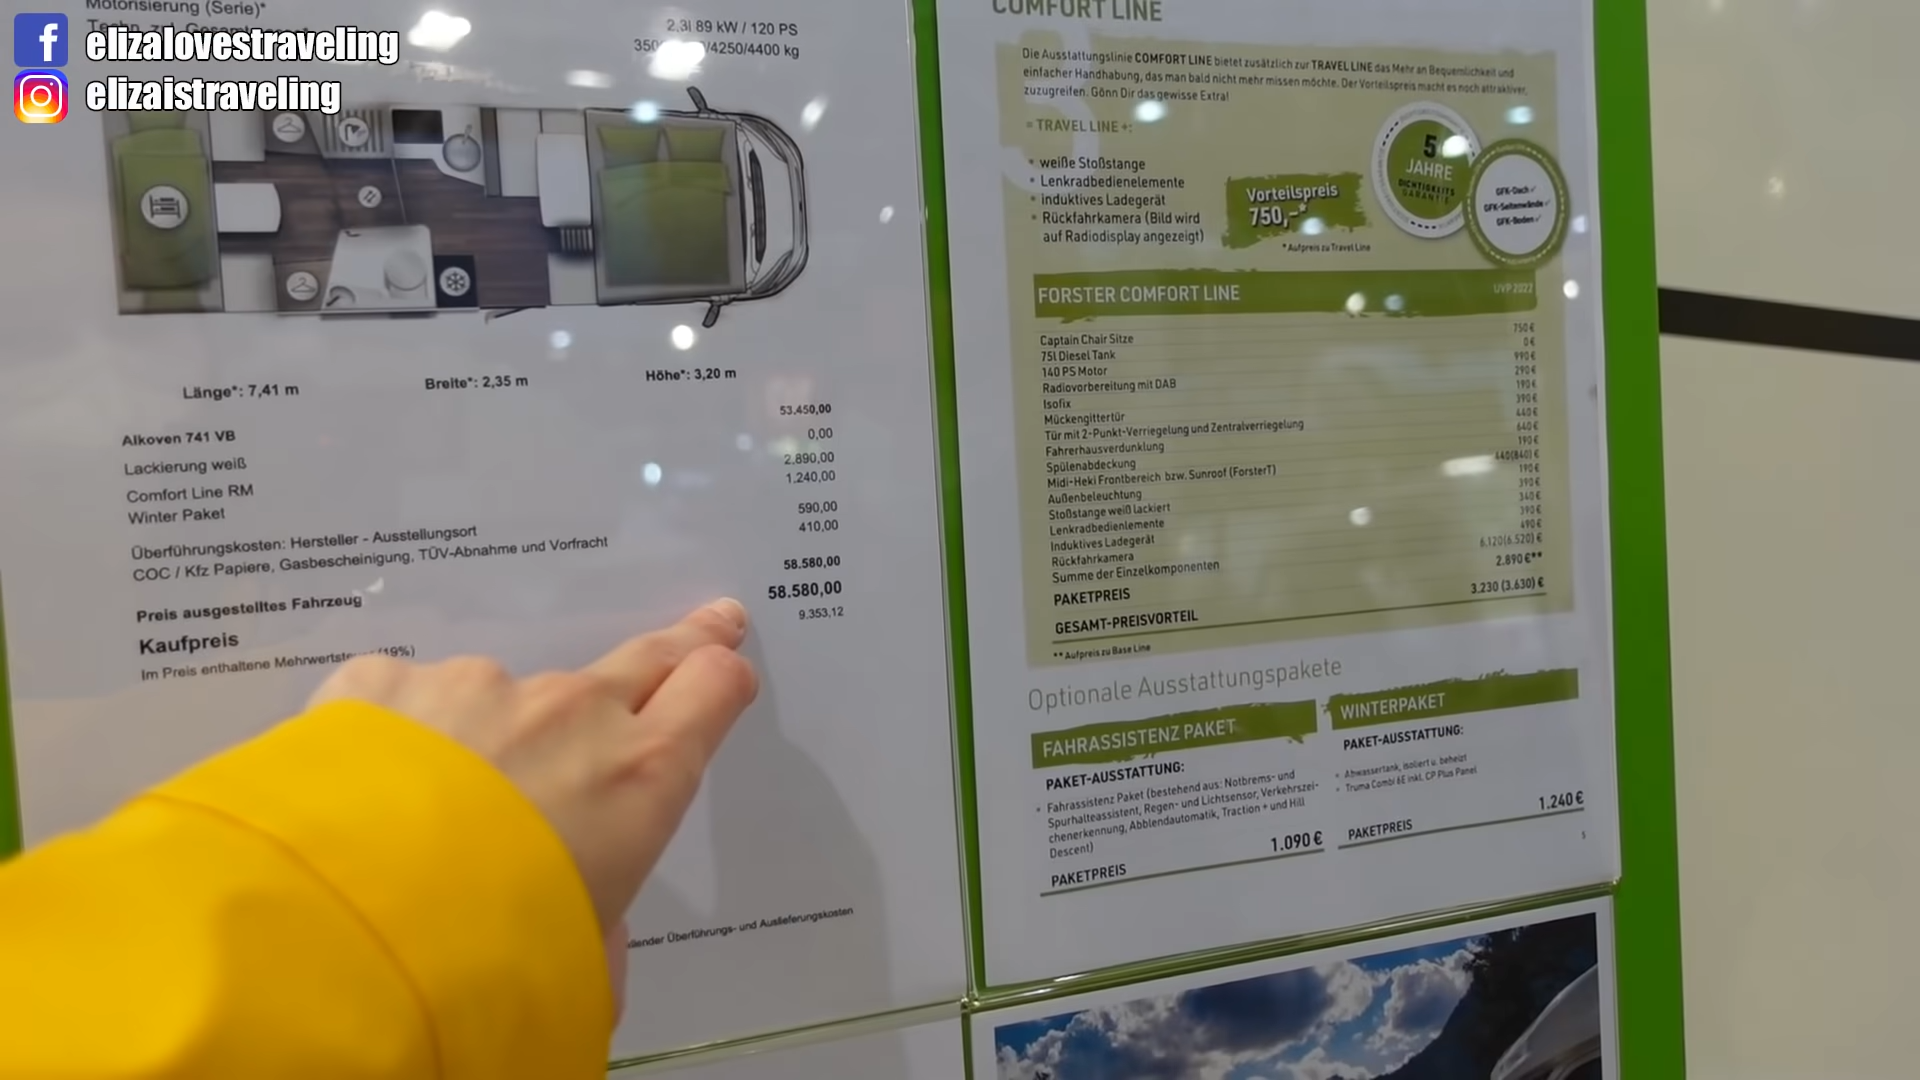 elizalovestraveling
elizaistraveling
Motorisierung (Serie)*
2,3l 89 kW / 120 PS
/4250/4400 kg
Länge*: 7,41 m
Breite*: 2,35 m
Höhe*: 3,20 m
Alkoven 741 VB 53.450,00
Lackierung weiß 0,00
Comfort Line RM 2.890,00
Winter Paket 1.240,00
Überführungskosten: Hersteller - Ausstellungsort 590,00
COC / Kfz Papiere, Gasbescheinigung, TÜV-Abnahme und Vorfracht 410,00
Preis ausgestelltes Fahrzeug 58.580,00
Kaufpreis 58.580,00
Im Preis enthaltene (19%) 9.353,12
Überführungs- und Auslieferungskosten
COMFORT LINE
Die Ausstattungslinie COMFORT LINE bietet zusätzlich zur TRAVEL LINE das Mehr an Bequemlichkeit und
einfacher Handhabung, das man bald nicht mehr missen möchte. Der Vorteilspreis macht es noch attraktiver,
zuzugreifen. Gönn Dir das gewisse Extra!
= TRAVEL LINE +:
• weiße Stoßstange
• Lenkradbedienelemente
• induktives Ladegerät
• Rückfahrkamera (Bild wird
auf Radiodisplay angezeigt)
Vorteilspreis
750,-*
* Aufpreis zu Travel Line
5
JAHRE
DICHTIGKEITS
GARANTIE
GFK-Dach ✓
GFK-Seitenwände ✓
GFK-Boden ✓
FORSTER COMFORT LINE UVP 2022
Captain Chair Sitze 750 €
75l Diesel Tank 0 €
140 PS Motor 990 €
Radiovorbereitung mit DAB 290 €
Isofix 190 €
Mückengittertür 390 €
Tür mit 2-Punkt-Verriegelung und Zentralverriegelung 440 €
Fahrerhausverdunklung 640 €
Spülenabdeckung 190 €
Midi-Heki Frontbereich bzw. Sunroof (ForsterT) 440(840) €
Außenbeleuchtung 190 €
Stoßstange weiß lackiert 390 €
Lenkradbedienlemente 340 €
Induktives Ladegerät 390 €
Rückfahrkamera 490 €
Summe der Einzelkomponenten 6.120(6.520) €
PAKETPREIS 2.890 €**
GESAMT-PREISVORTEIL 3.230 (3.630) €
** Aufpreis zu Base Line
Optionale Ausstattungspakete
FAHRASSISTENZ PAKET
PAKET-AUSSTATTUNG:
• Fahrassistenz Paket (bestehend aus: Notbrems- und
Spurhalteassistent, Regen- und Lichtsensor, Verkehrszei-
chenerkennung, Abblendautomatik, Traction + und Hill
Descent)
PAKETPREIS 1.090 €
WINTERPAKET
PAKET-AUSSTATTUNG:
• Abwassertank, isoliert u. beheizt
• Truma Combi 6E inkl. CP Plus Panel
PAKETPREIS 1.240 €
5